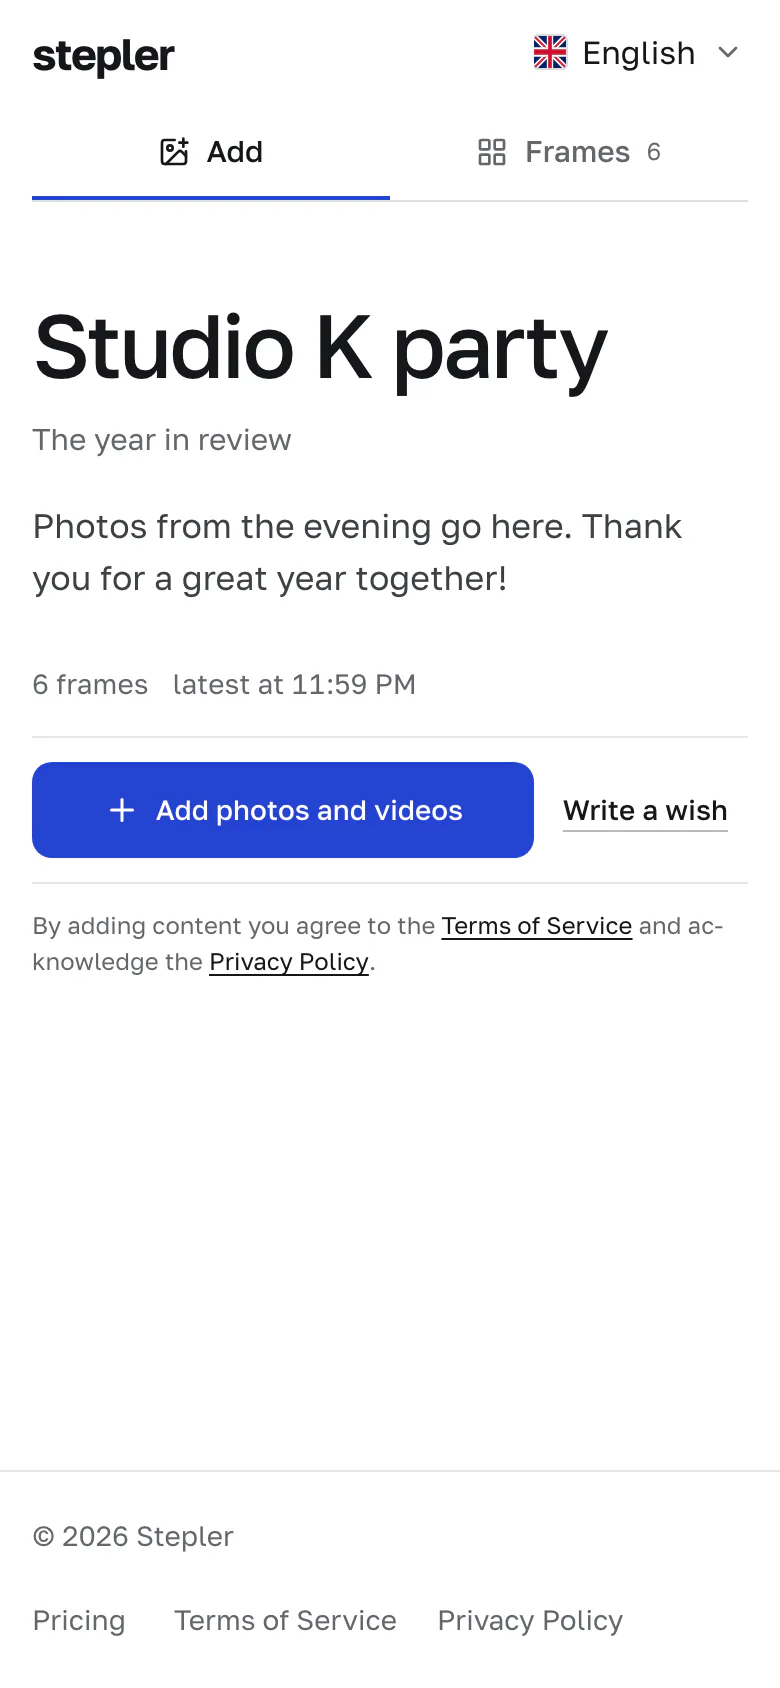 stepler
English
Add
Frames 6
Studio K party
The year in review
Photos from the evening go here. Thank
you for a great year together!
6 frames latest at 11:59 PM
Add photos and videos
Write a wish
By adding content you agree to the Terms of Service and ac-
knowledge the Privacy Policy.
© 2026 Stepler
Pricing Terms of Service Privacy Policy